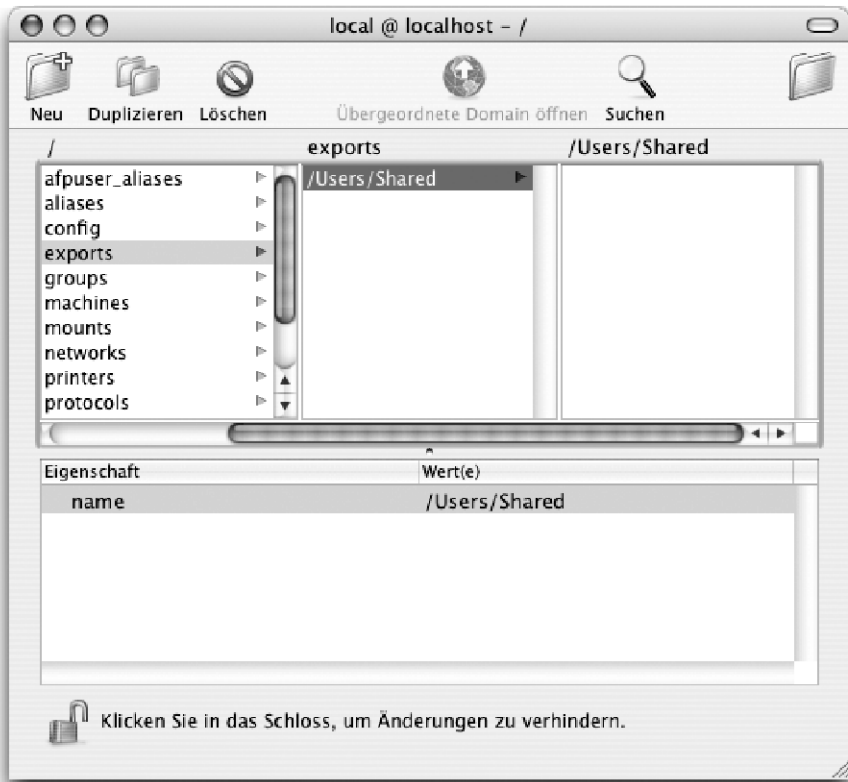 local @ localhost – /
Neu Duplizieren Löschen Übergeordnete Domain öffnen Suchen
/ exports /Users/Shared
afpuser_aliases /Users/Shared
aliases
config
exports
groups
machines
mounts
networks
printers
protocols
Eigenschaft Wert(e)
name /Users/Shared
Klicken Sie in das Schloss, um Änderungen zu verhindern.